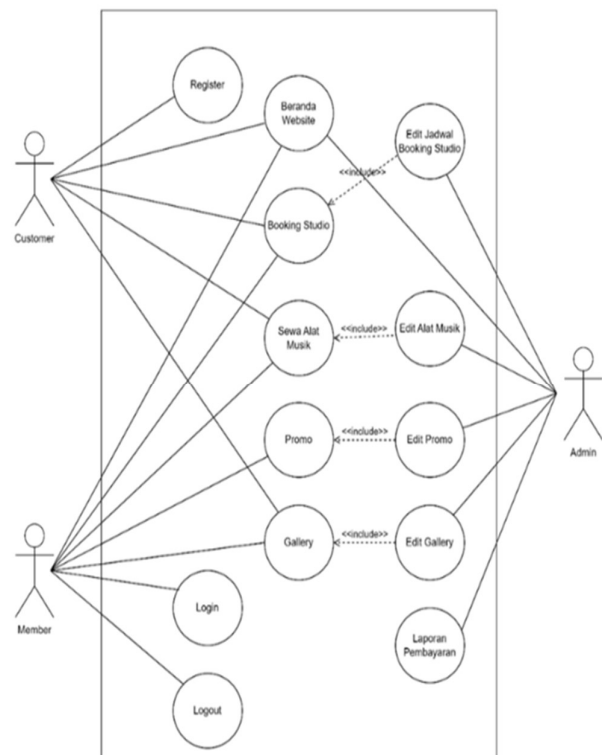 Register
Beranda
Website
Edit Jadwal
Booking Studio
<<include>>
Customer
Booking Studio
Sewa Alat
Musik
<<include>>
Edit Alat Musik
Promo
<<include>>
Edit Promo
Admin
Gallery
<<include>>
Edit Gallery
Member
Login
Laporan
Pembayaran
Logout